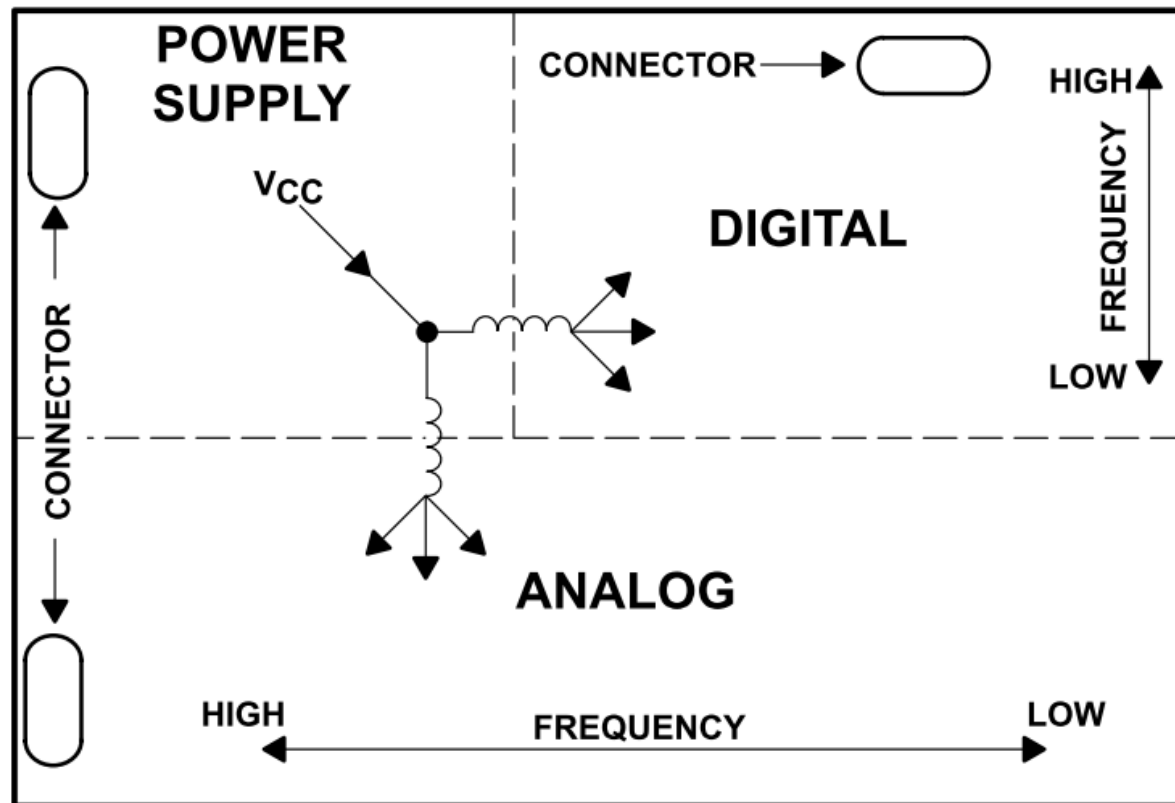 POWER
SUPPLY
CONNECTOR
HIGH
FREQUENCY
LOW
VCC
DIGITAL
CONNECTOR
ANALOG
HIGH
FREQUENCY
LOW